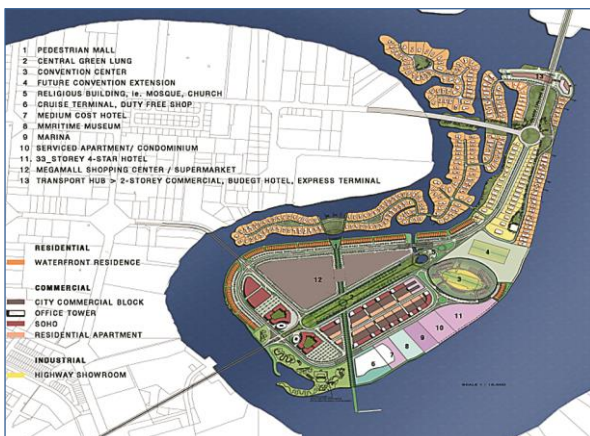 1 PEDESTRIAN MALL
2 CENTRAL GREEN LUNG
3 CONVENTION CENTER
4 FUTURE CONVENTION EXTENSION
5 RELIGIOUS BUILDING, ie. MOSQUE, CHURCH
6 CRUISE TERMINAL, DUTY FREE SHOP
7 MEDIUM COST HOTEL
8 MMRITIME MUSEUM
9 MARINA
10 SERVICED APARTMENT/ CONDOMINIUM
11 33_STOREY 4-STAR HOTEL
12 MEGAMALL SHOPPING CENTER / SUPERMARKET
13 TRANSPORT HUB > 2-STOREY COMMERCIAL, BUDEGT HOTEL, EXPRESS TERMINAL
RESIDENTIAL
WATERFRONT RESIDENCE
COMMERCIAL
CITY COMMERCIAL BLOCK
OFFICE TOWER
SOHO
RESIDENTIAL APARTMENT
INDUSTRIAL
HIGHWAY SHOWROOM
13
4
3
12
11
10
9
8
7
6